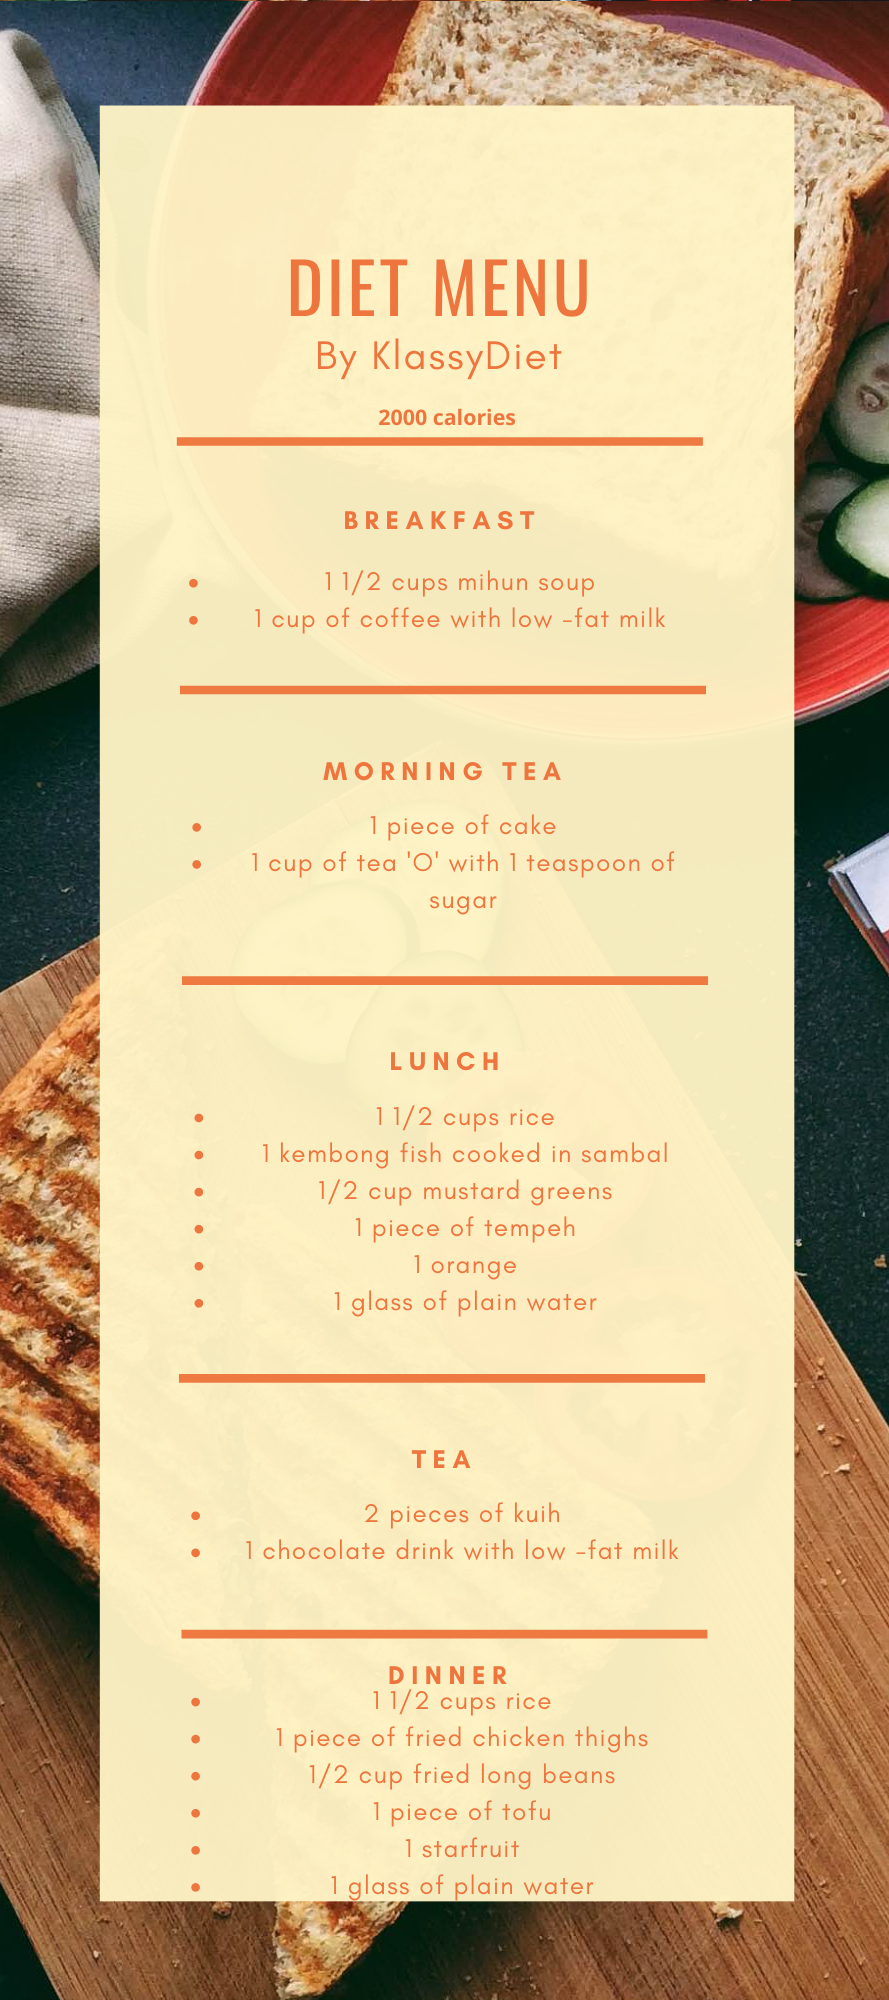 DIET MENU
By KlassyDiet
2000 calories
BREAKFAST
• 1 1/2 cups mihun soup
• 1 cup of coffee with low -fat milk
MORNING TEA
• 1 piece of cake
• 1 cup of tea 'O' with 1 teaspoon of
sugar
LUNCH
• 1 1/2 cups rice
• 1 kembong fish cooked in sambal
• 1/2 cup mustard greens
• 1 piece of tempeh
• 1 orange
• 1 glass of plain water
TEA
• 2 pieces of kuih
• 1 chocolate drink with low -fat milk
DINNER
• 1 1/2 cups rice
• 1 piece of fried chicken thighs
• 1/2 cup fried long beans
• 1 piece of tofu
• 1 starfruit
• 1 glass of plain water